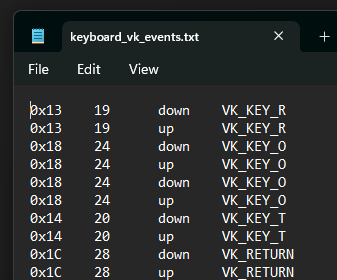 keyboard_vk_events.txt
File Edit View
0x13 19 down VK_KEY_R
0x13 19 up VK_KEY_R
0x18 24 down VK_KEY_O
0x18 24 up VK_KEY_O
0x18 24 down VK_KEY_O
0x18 24 up VK_KEY_O
0x14 20 down VK_KEY_T
0x14 20 up VK_KEY_T
0x1C 28 down VK_RETURN
0x1C 28 up VK_RETURN